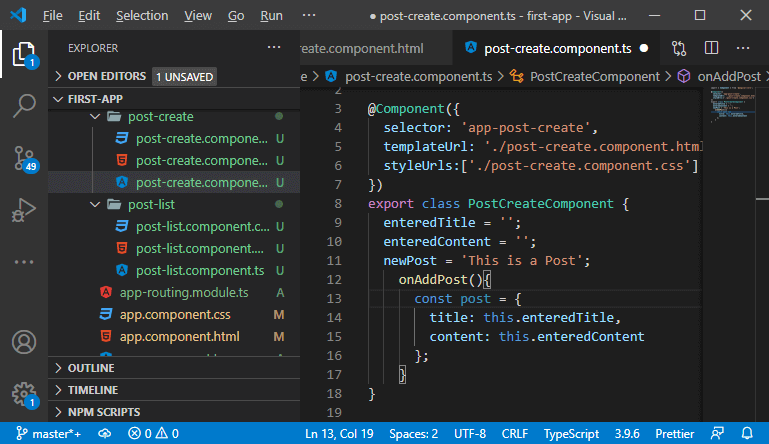 File Edit Selection View Go Run ··· ● post-create.component.ts - first-app - Visual ...
EXPLORER ···
OPEN EDITORS 1 UNSAVED
FIRST-APP
post-create
post-create.compone... U
post-create.compone... U
post-create.compone... U
post-list
post-list.component.c... U
post-list.component.... U
post-list.component.ts U
app-routing.module.ts A
app.component.css M
app.component.html M
OUTLINE
TIMELINE
NPM SCRIPTS
1
49
1
reate.component.html post-create.component.ts ● ···
e > post-create.component.ts > PostCreateComponent > onAddPost
2
3 @Component({
4 selector: 'app-post-create',
5 templateUrl: './post-create.component.html
6 styleUrls:['./post-create.component.css']
7 })
8 export class PostCreateComponent {
9 enteredTitle = '';
10 enteredContent = '';
11 newPost = 'This is a Post';
12 onAddPost(){
13 const post = {
14 title: this.enteredTitle,
15 content: this.enteredContent
16 };
17 }
18 }
19
master*+ 0 0 Ln 13, Col 19 Spaces: 2 UTF-8 CRLF TypeScript 3.9.6 Prettier